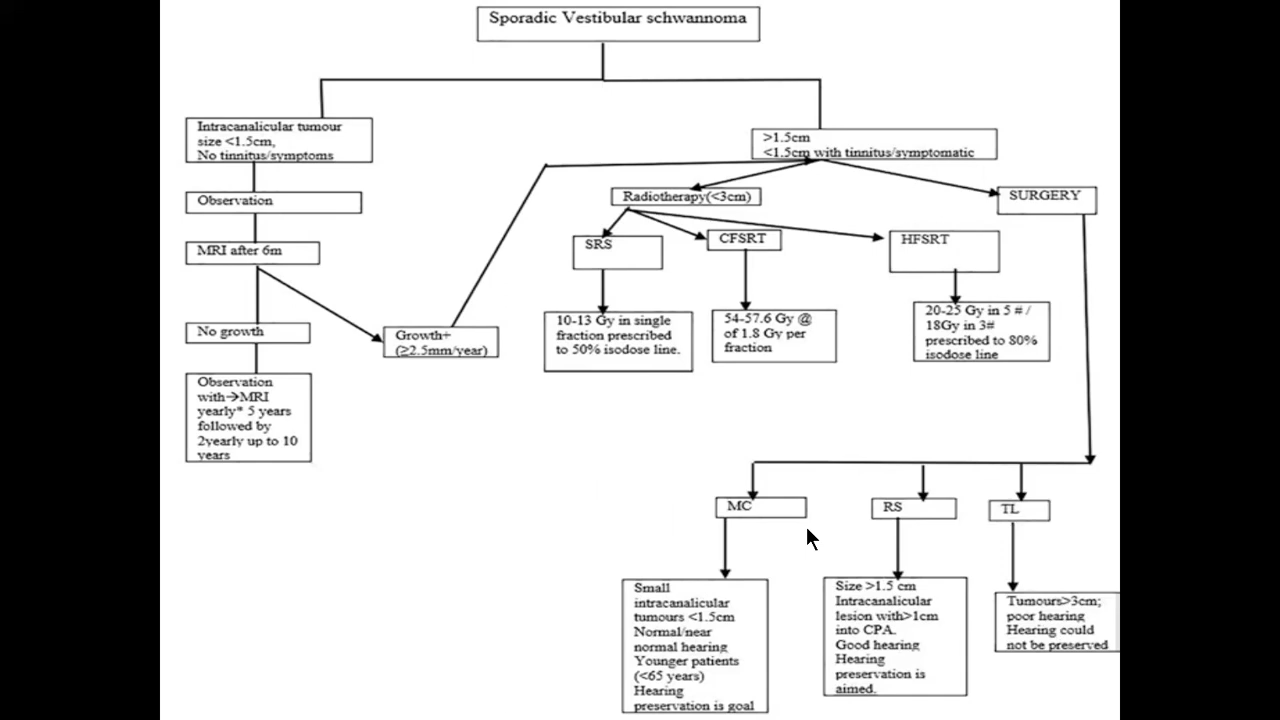 Sporadic Vestibular schwannoma
Intracanalicular tumour
size <1.5cm,
No tinnitus/symptoms
>1.5cm
<1.5cm with tinnitus/symptomatic
Observation
Radiotherapy(<3cm)
SURGERY
MRI after 6m
SRS
CFSRT
HFSRT
No growth
Growth+
(≥2.5mm/year)
10-13 Gy in single
fraction prescribed
to 50% isodose line.
54-57.6 Gy @
of 1.8 Gy per
fraction
20-25 Gy in 5 # /
18Gy in 3#
prescribed to 80%
isodose line
Observation
with→MRI
yearly* 5 years
followed by
2yearly up to 10
years
MC
RS
TL
Small
intracanalicular
tumours <1.5cm
Normal/near
normal hearing
Younger patients
(<65 years)
Hearing
preservation is goal
Size >1.5 cm
Intracanalicular
lesion with>1cm
into CPA.
Good hearing
Hearing
preservation is
aimed.
Tumours>3cm;
poor hearing
Hearing could
not be preserved